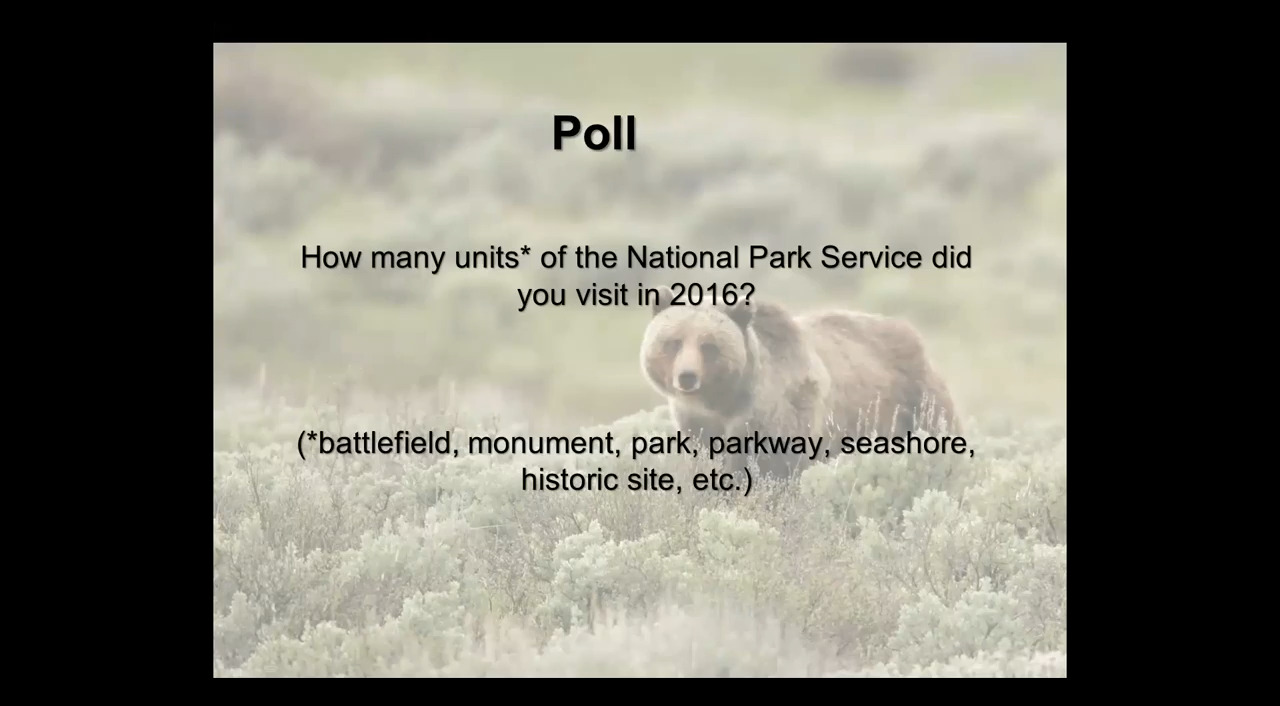 Poll
How many units* of the National Park Service did
you visit in 2016?
(*battlefield, monument, park, parkway, seashore,
historic site, etc.)